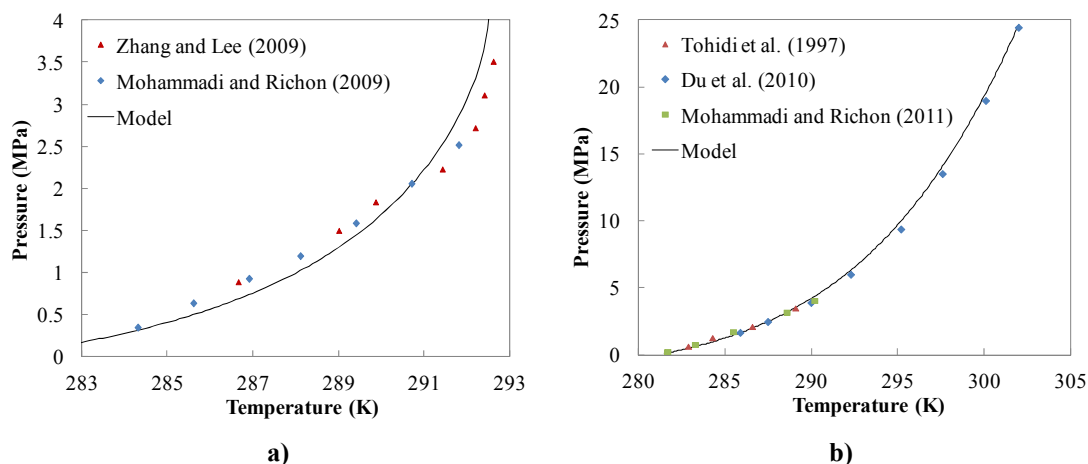 4
3.5
3
2.5
2
1.5
1
0.5
0
Pressure (MPa)
Zhang and Lee (2009)
Mohammadi and Richon (2009)
Model
283 285 287 289 291 293
Temperature (K)
a)
25
20
15
10
5
0
Pressure (MPa)
Tohidi et al. (1997)
Du et al. (2010)
Mohammadi and Richon (2011)
Model
280 285 290 295 300 305
Temperature (K)
b)